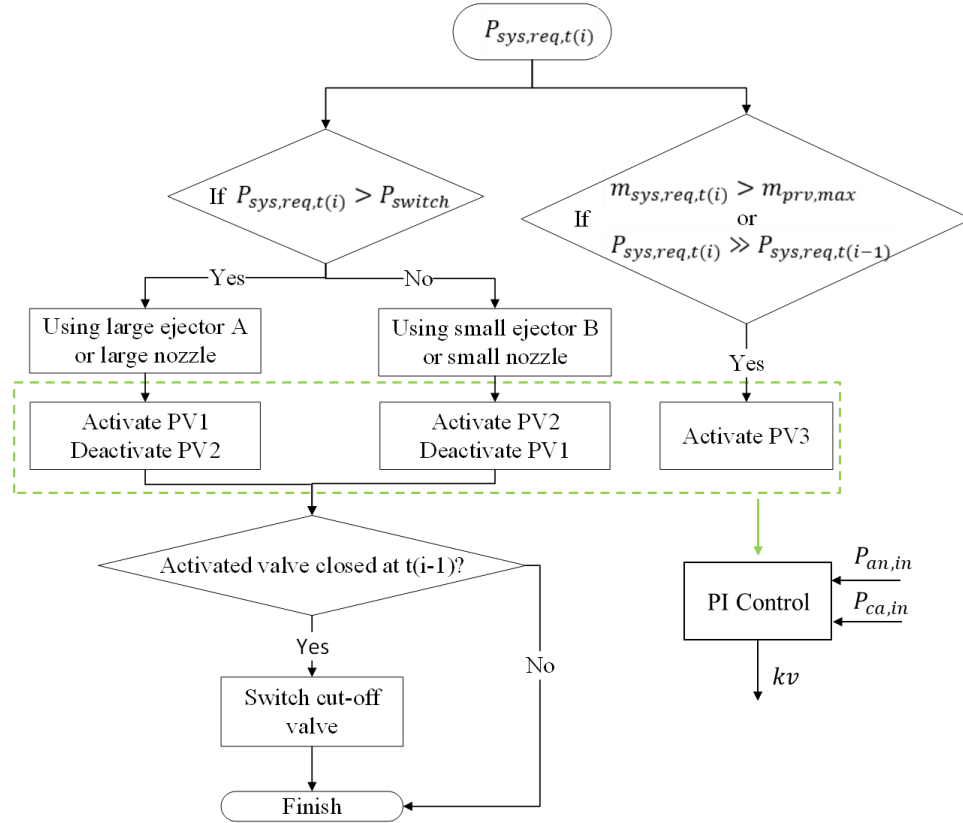 P_{sys,req,t(i)}
If P_{sys,req,t(i)} > P_{switch}
m_{sys,req,t(i)} > m_{prv,max}
If or
P_{sys,req,t(i)} ≫ P_{sys,req,t(i−1)}
Yes
No
Using large ejector A
or large nozzle
Using small ejector B
or small nozzle
Yes
Activate PV1
Deactivate PV2
Activate PV2
Deactivate PV1
Activate PV3
Activated valve closed at t(i-1)?
PI Control
P_{an,in}
P_{ca,in}
Yes
No
kv
Switch cut-off
valve
Finish